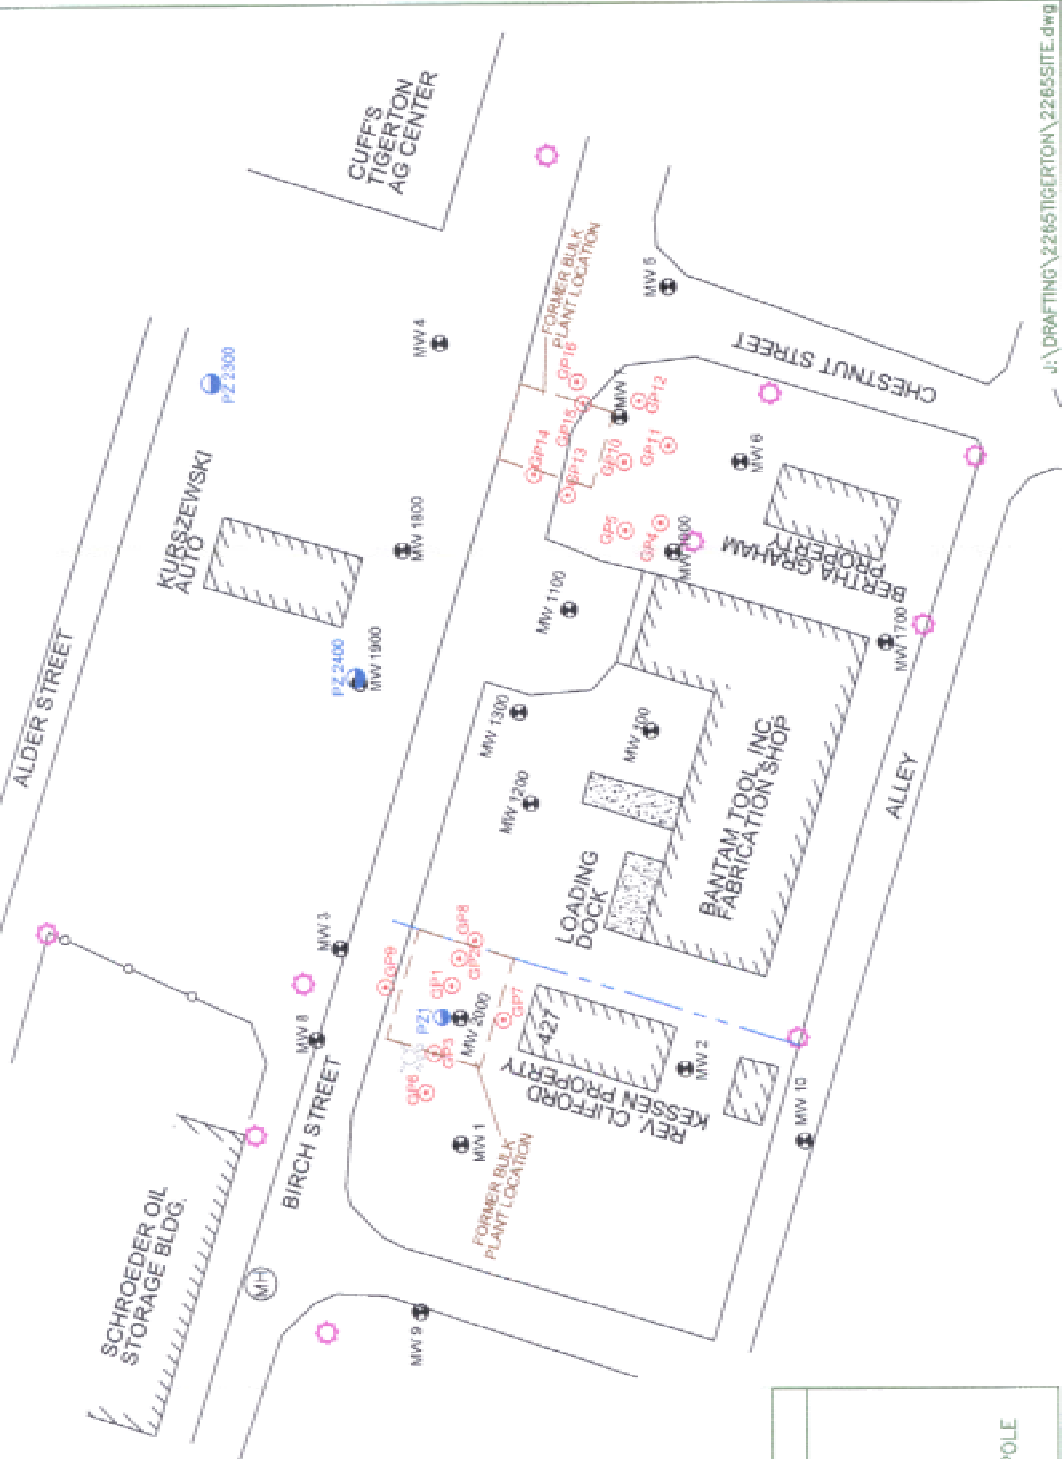 J:\DRAFTING\2265TIGERTON\2265SITE.dwg
CUFF'S
TIGERTON
AG CENTER
FORMER BULK
PLANT LOCATION
MW 5
MW 4
PZ 2300
CHESTNUT STREET
GP16
GP15
GP14
GP13
GP12
GP11
GP10
MW
MW 6
GP5
GP4
KURSZEWSKI
AUTO
MW 1800
BERTHA GRAHAM
PROPERTY
MW 1100
MW 1700
PZ 2400
MW 1900
ALDER STREET
MW 1300
MW 1200
MW 100
BANTAM TOOL, INC.
FABRICATION SHOP
ALLEY
LOADING
DOCK
MW 3
GP9
GP8
GP2
GP1
PZ1
MW 2000
GP7
GP3
GP6
427
REV. CLIFFORD
KESSEN PROPERTY
MW 2
MW 10
MW 8
BIRCH STREET
MW 1
FORMER BULK
PLANT LOCATION
SCHROEDER OIL
STORAGE BLDG.
MH
MW 9
POLE